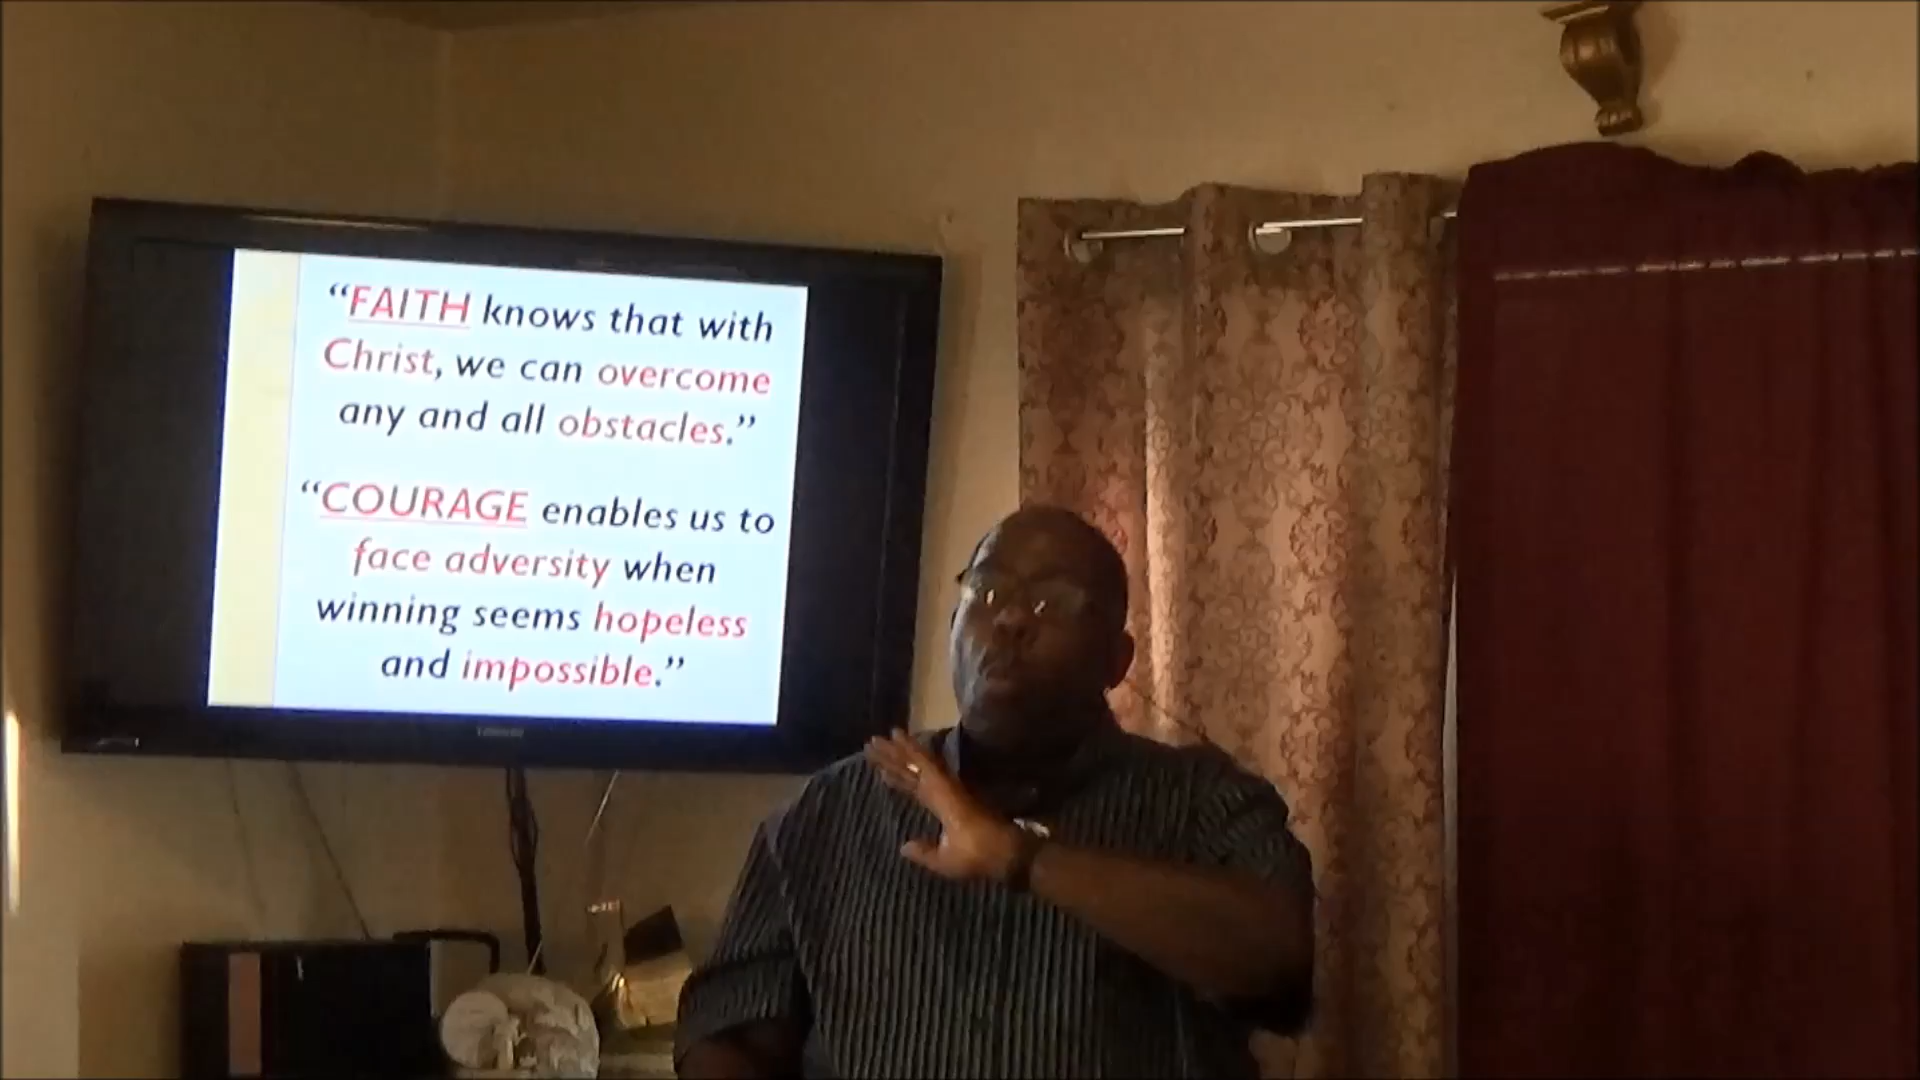 “FAITH knows that with
Christ, we can overcome
any and all obstacles.”
“COURAGE enables us to
face adversity when
winning seems hopeless
and impossible.”